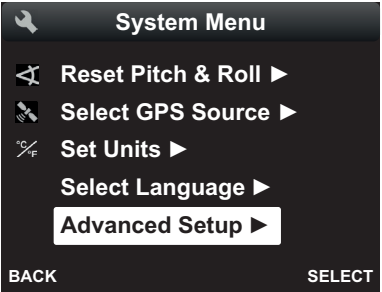 System Menu
Reset Pitch & Roll ►
Select GPS Source ►
°C/°F Set Units ►
Select Language ►
Advanced Setup ►
BACK SELECT